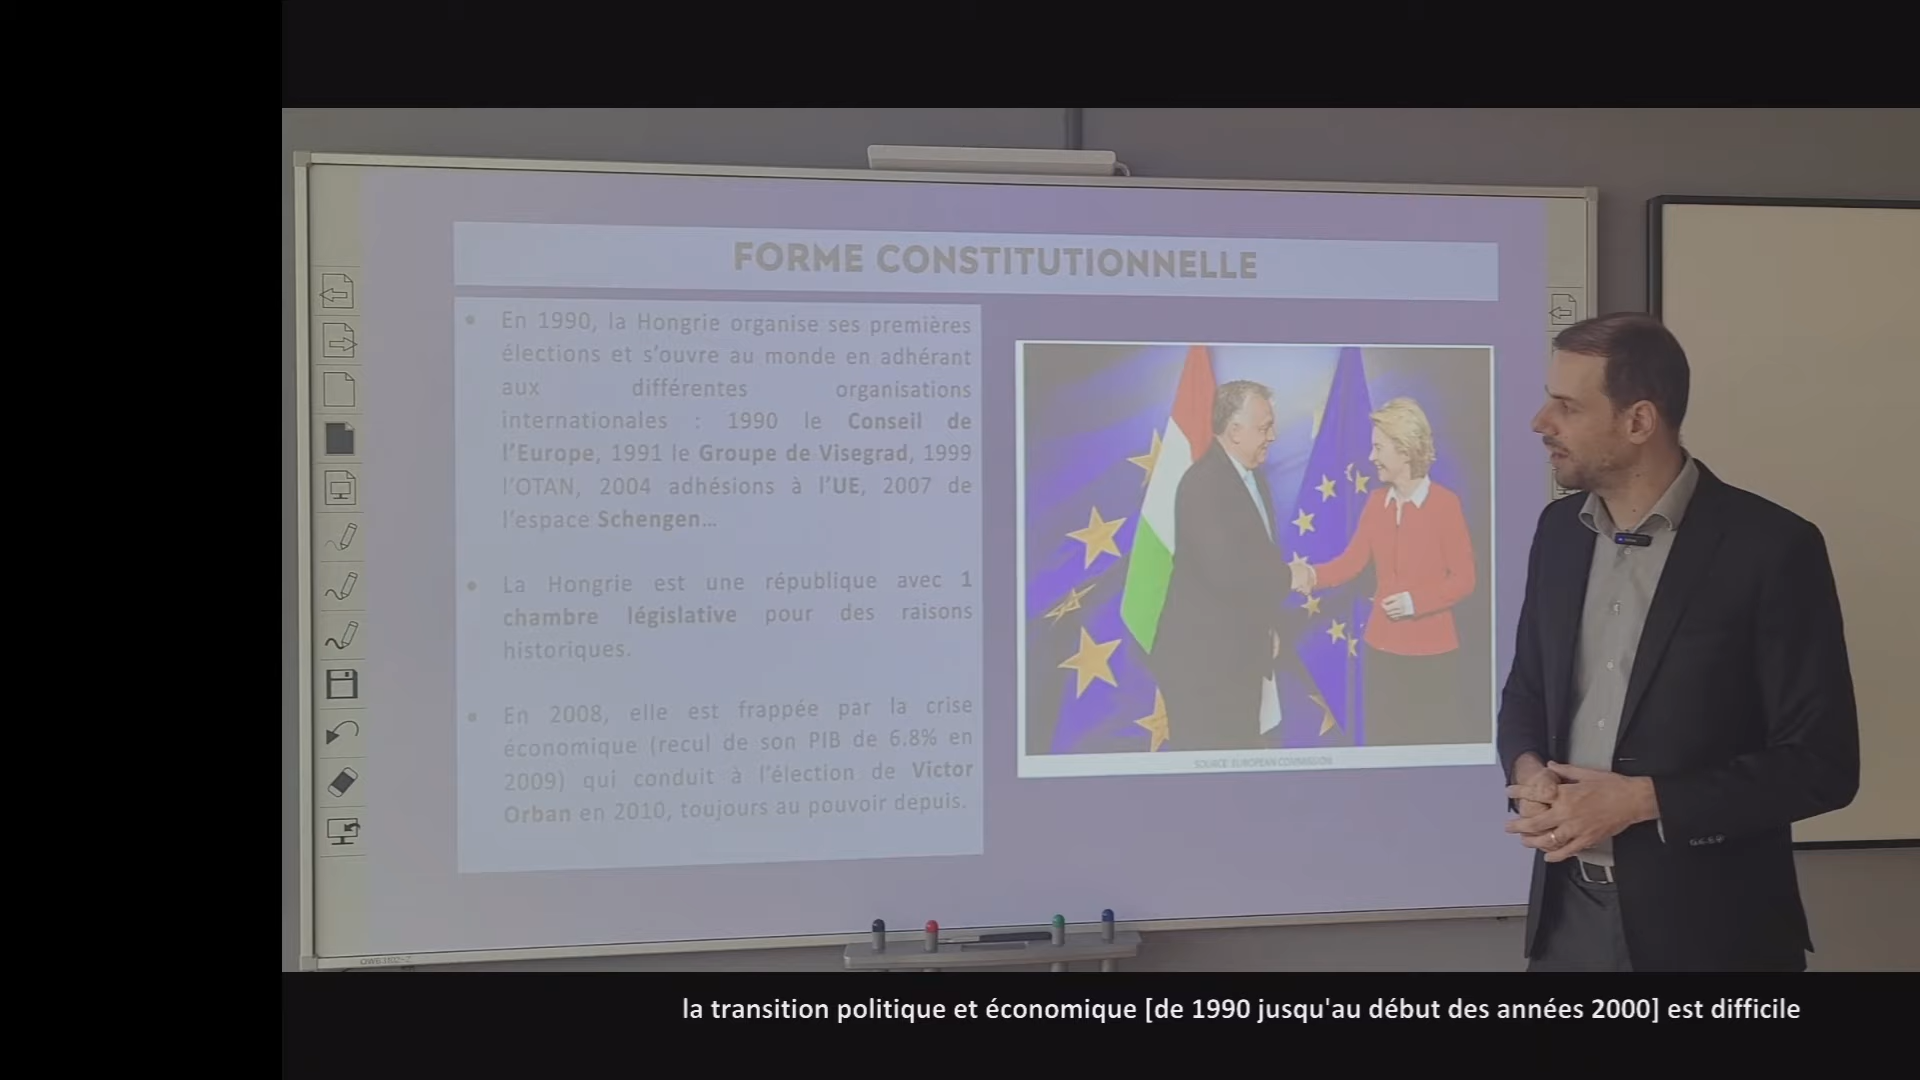 FORME CONSTITUTIONNELLE
• En 1990, la Hongrie organise ses premières
élections et s'ouvre au monde en adhérant
aux différentes organisations
internationales : 1990 le Conseil de
l'Europe, 1991 le Groupe de Visegrad, 1999
l'OTAN, 2004 adhésions à l'UE, 2007 de
l'espace Schengen…
• La Hongrie est une république avec 1
chambre législative pour des raisons
historiques.
• En 2008, elle est frappée par la crise
économique (recul de son PIB de 6.8% en
2009) qui conduit à l'élection de Victor
Orban en 2010, toujours au pouvoir depuis.
SOURCE: EUROPEAN COMMISSION
la transition politique et économique [de 1990 jusqu'au début des années 2000] est difficile